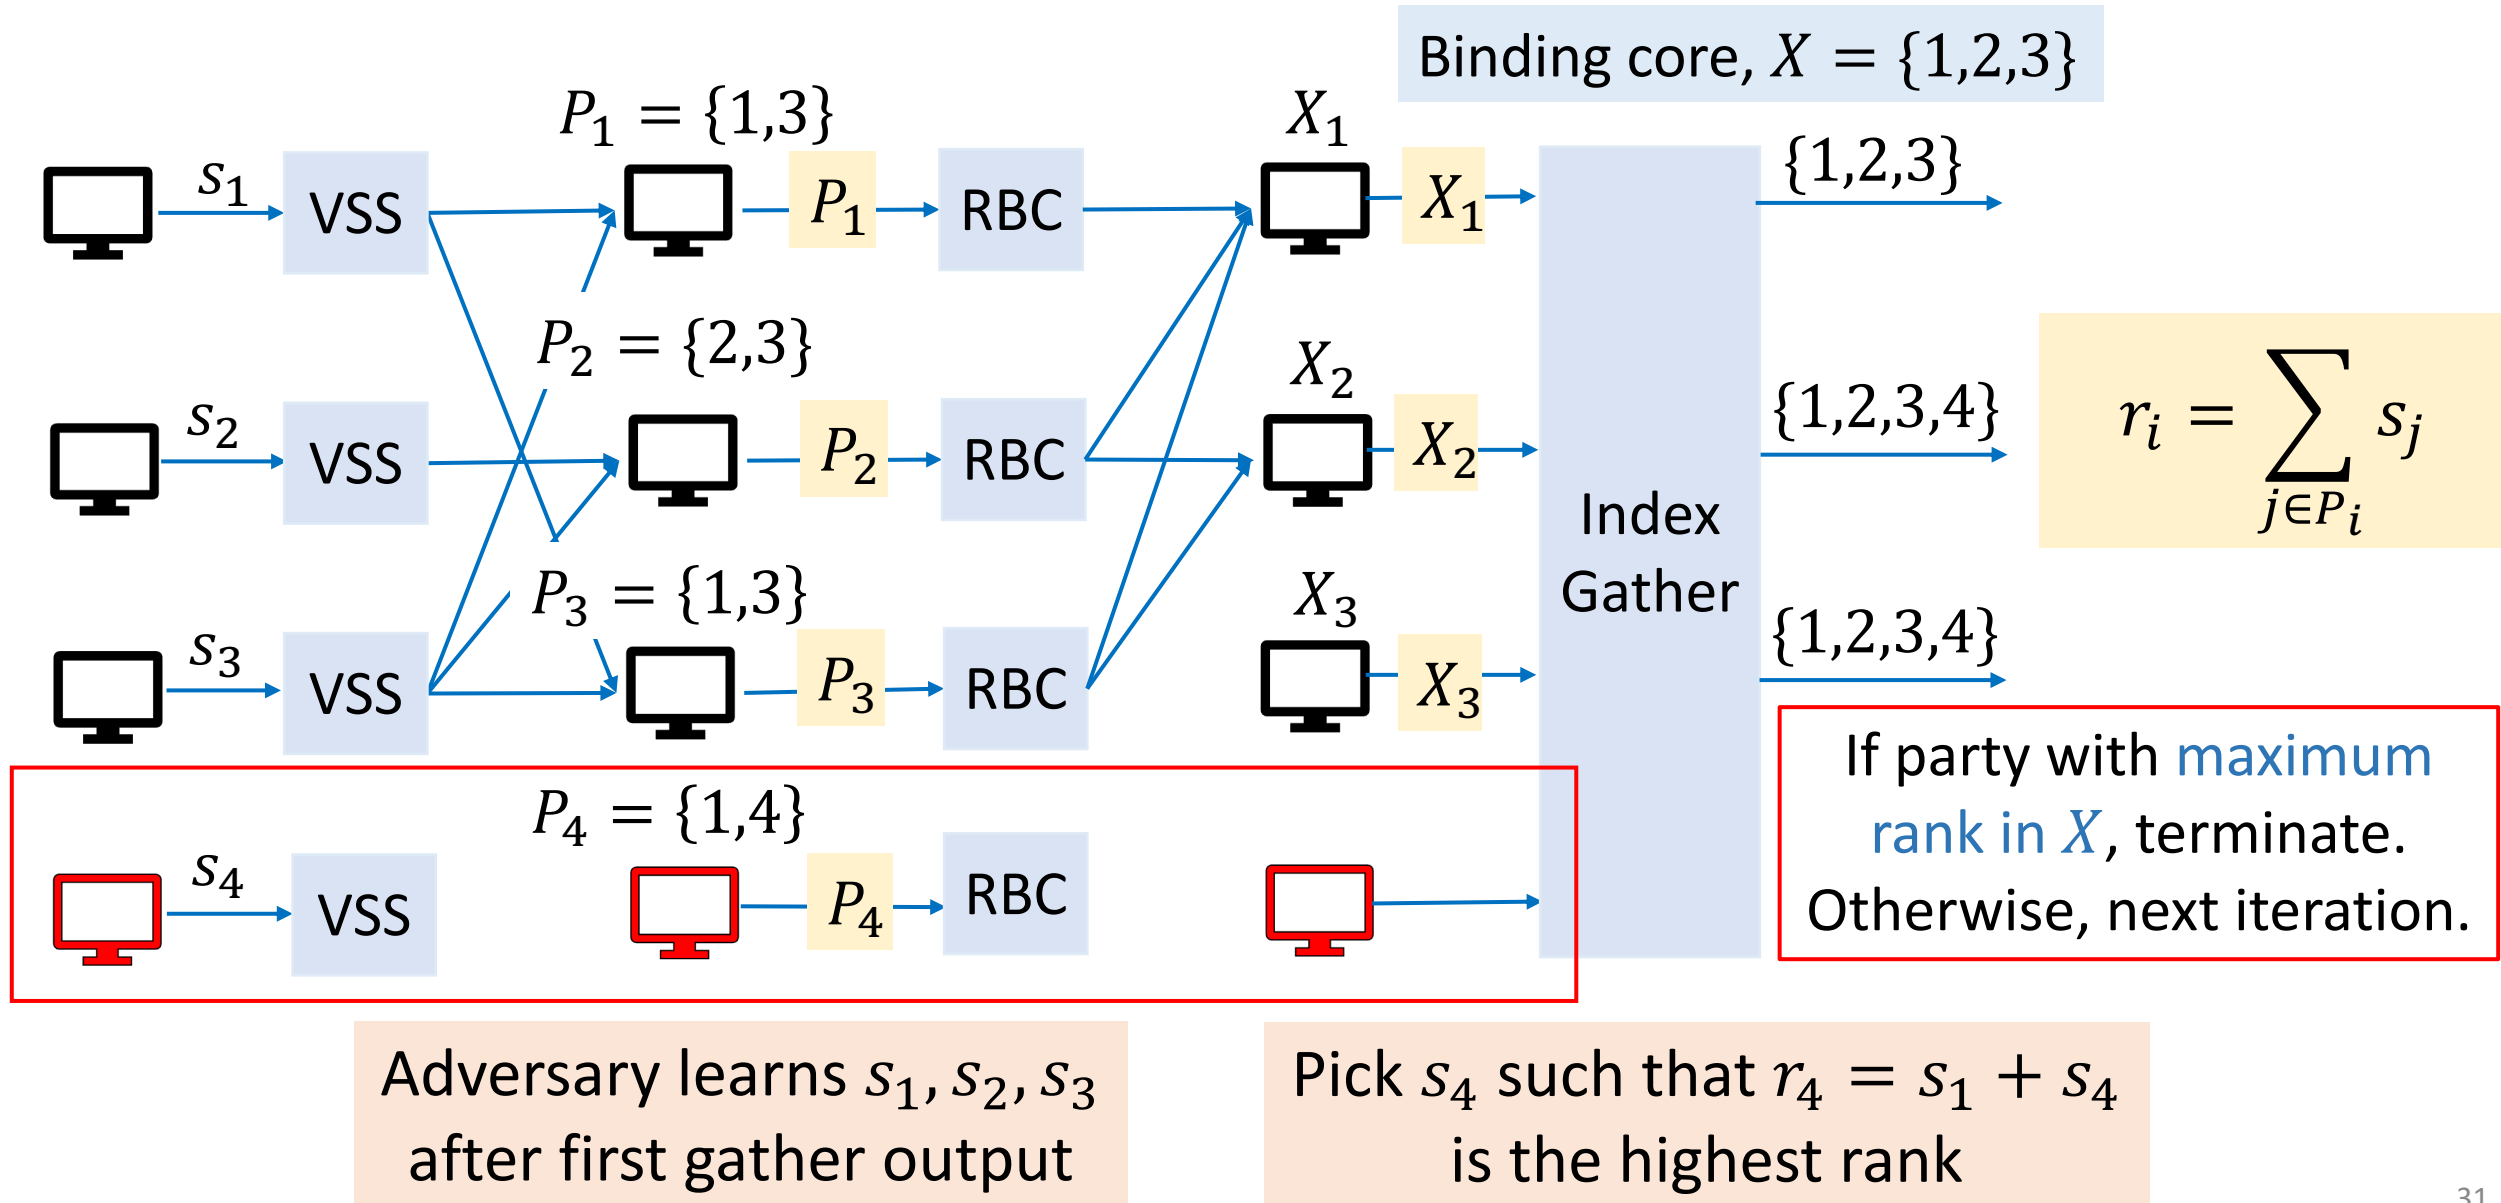 Binding core, X = {1,2,3}
P₁ = {1,3}
X₁
{1,2,3}
s₁
VSS
P₁
RBC
X₁
P₂ = {2,3}
X₂
{1,2,3,4}
s₂
VSS
P₂
RBC
X₂
rᵢ = ∑ sⱼ
j∈Pᵢ
Index
Gather
P₃ = {1,3}
X₃
{1,2,3,4}
s₃
VSS
P₃
RBC
X₃
If party with maximum
rank in X, terminate.
Otherwise, next iteration.
P₄ = {1,4}
s₄
VSS
P₄
RBC
Adversary learns s₁, s₂, s₃
after first gather output
Pick s₄ such that r₄ = s₁ + s₄
is the highest rank
31